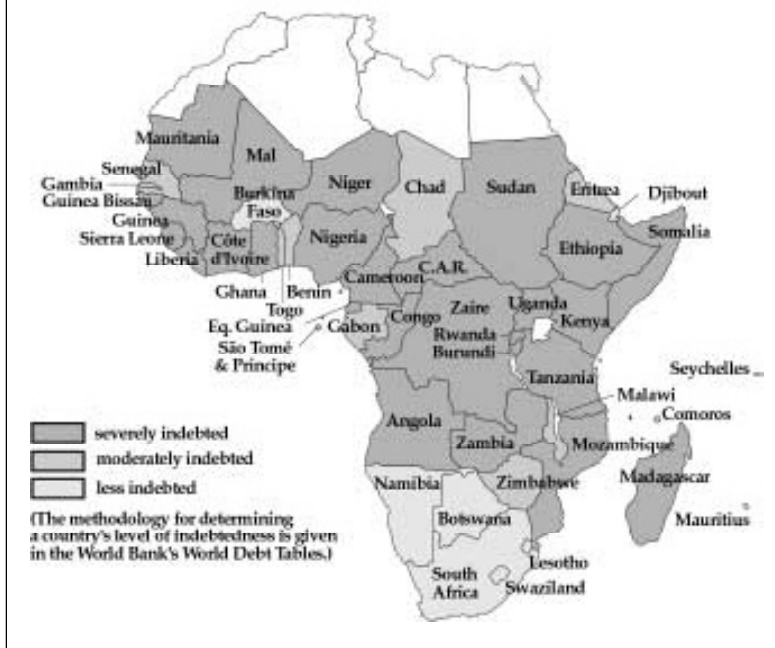 Mauritania
Mal
Niger
Chad
Sudan
Eritrea
Djibout
Senegal
Gambia
Guinea Bissau
Burkina
Faso
Guinea
Sierra Leone
Côte
d'Ivoire
Nigeria
Ethiopia
Somalia
Liberia
Ghana
Togo
Benin
Cameroon
C.A.R.
Eq. Guinea
São Tomé
& Príncipe
Gabon
Congo
Zaire
Uganda
Kenya
Rwanda
Burundi
Tanzania
Seychelles
Malawi
Comoros
Angola
Zambia
Mozambique
Madagascar
Mauritius
Namibia
Zimbabwe
Botswana
South
Africa
Lesotho
Swaziland
severely indebted
moderately indebted
less indebted
(The methodology for determining
a country's level of indebtedness is given
in the World Bank's World Debt Tables.)